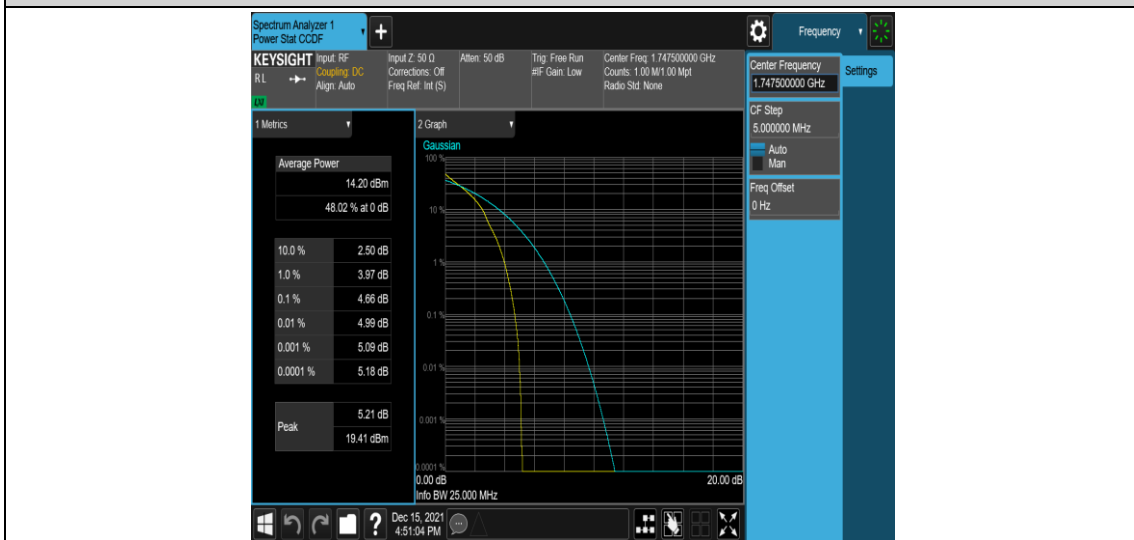 Spectrum Analyzer 1
Power Stat CCDF
+
Frequency
KEYSIGHT
RL
LXI
Input: RF
Coupling: DC
Align: Auto
Input Z: 50 Ω
Corrections: Off
Freq Ref: Int (S)
Atten: 50 dB
Trig: Free Run
#IF Gain: Low
Center Freq: 1.747500000 GHz
Counts: 1.00 M/1.00 Mpt
Radio Std: None
Center Frequency
1.747500000 GHz
Settings
CF Step
5.000000 MHz
Auto
Man
Freq Offset
0 Hz
1 Metrics
Average Power
14.20 dBm
48.02 % at 0 dB
10.0 % 2.50 dB
1.0 % 3.97 dB
0.1 % 4.66 dB
0.01 % 4.99 dB
0.001 % 5.09 dB
0.0001 % 5.18 dB
Peak 5.21 dB
19.41 dBm
2 Graph
Gaussian
100 %
10 %
1 %
0.1 %
0.01 %
0.001 %
0.0001 %
0.00 dB 20.00 dB
Info BW 25.000 MHz
?
Dec 15, 2021
4:51:04 PM